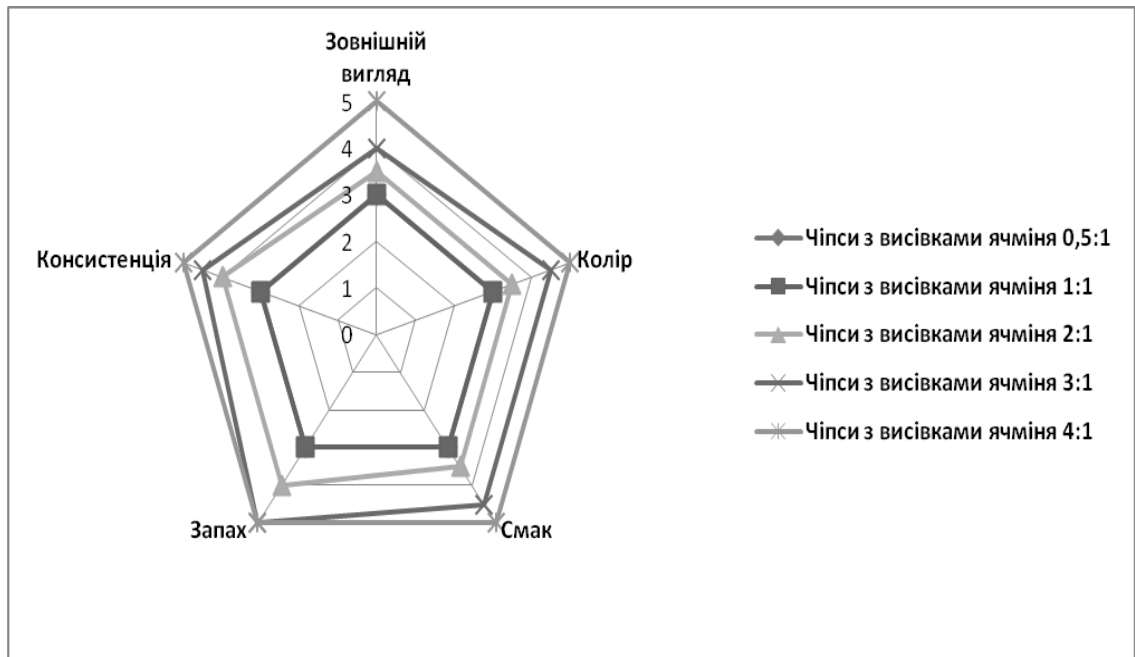 Зовнішній
вигляд
5
4
3
2
1
0
Колір
Смак
Запах
Консистенція
Чіпси з висівками ячміня 0,5:1
Чіпси з висівками ячміня 1:1
Чіпси з висівками ячміня 2:1
Чіпси з висівками ячміня 3:1
Чіпси з висівками ячміня 4:1